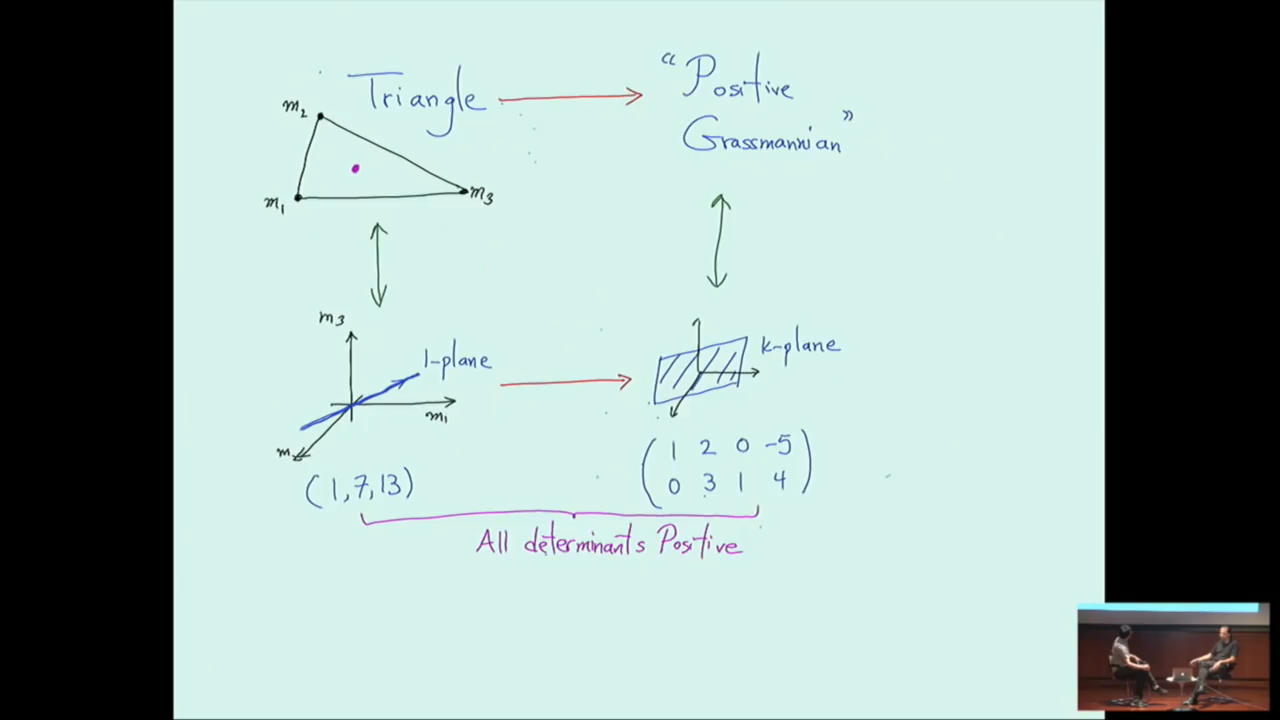 Triangle
“Positive
Grassmannian”
m2
m1
m3
m3
1-plane
m1
m
k-plane
(1,7,13)
1 2 0 -5
0 3 1 4
All determinants Positive